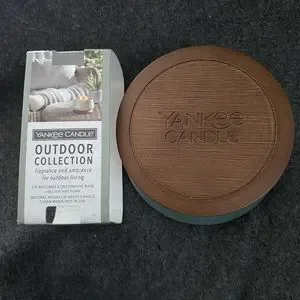 YANKEE CANDLE
OUTDOOR
COLLECTION
fragrance and ambiance
for outdoor living
LID BECOMES A DECORATIVE BASE
NATURAL WOOD LID KEEPS CANDLE
CLEAN WHEN NOT IN USE
YANKEE
CANDLE